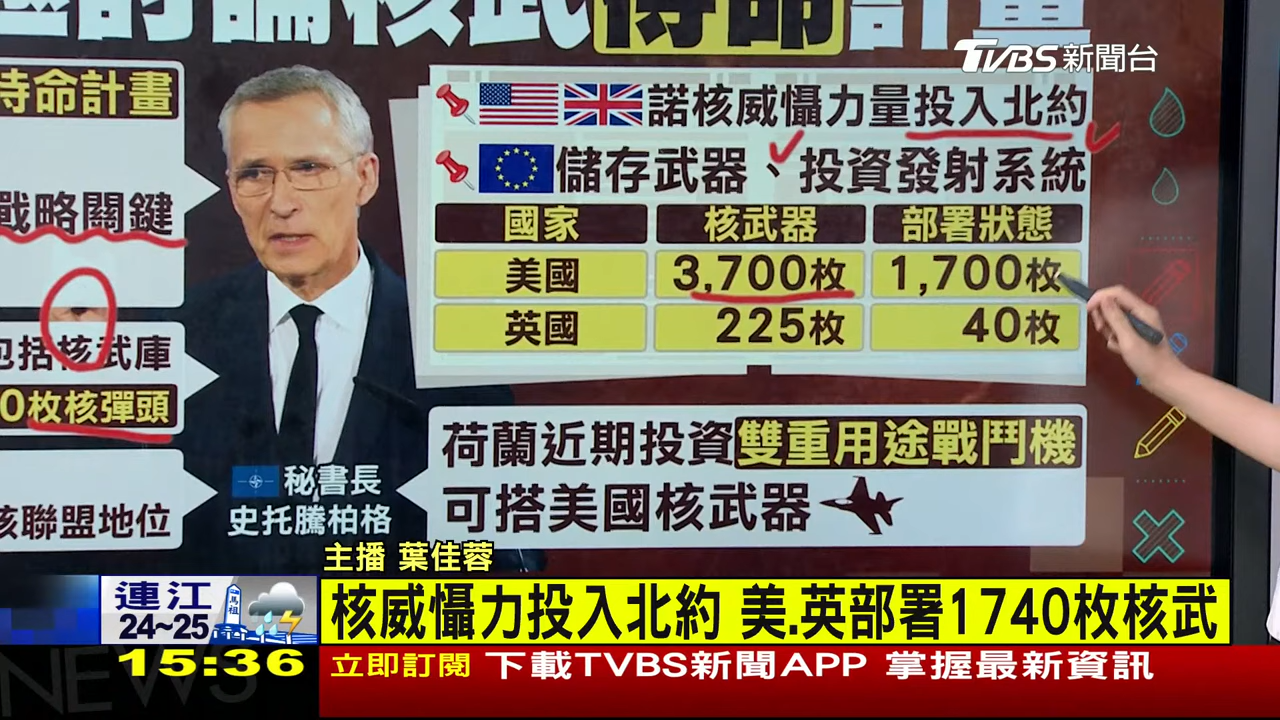 討論核武待命計畫
TVBS新聞台
待命計畫
戰略關鍵
包括核武庫
0枚核彈頭
核聯盟地位
諾核威懾力量投入北約
儲存武器、投資發射系統
國家 核武器 部署狀態
美國 3,700枚 1,700枚
英國 225枚 40枚
秘書長
史托騰柏格
荷蘭近期投資雙重用途戰鬥機
可搭美國核武器
主播 葉佳蓉
連江
24~25
馬祖
核威懾力投入北約 美.英部署1740枚核武
15:36
立即訂閱 下載TVBS新聞APP 掌握最新資訊
NEWS